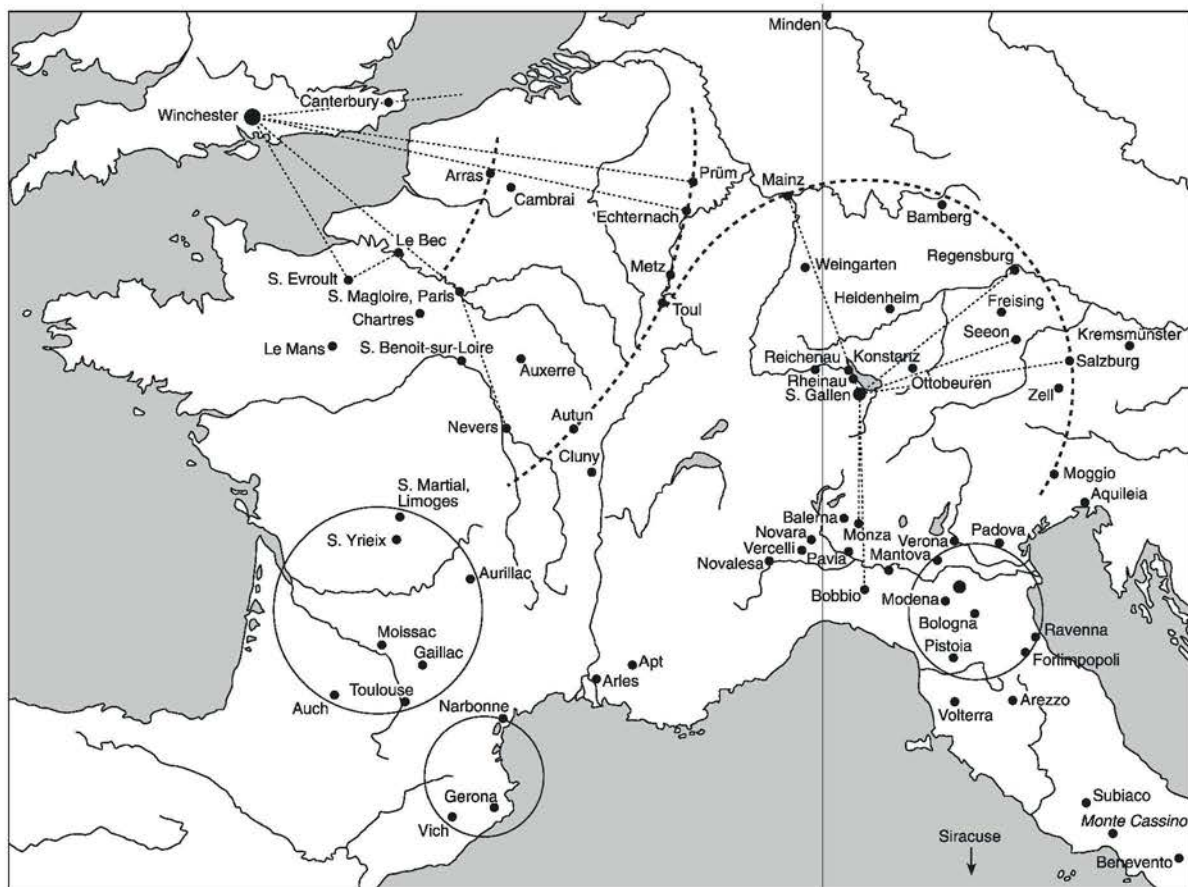 Minden
Canterbury
Winchester
Arras
Cambrai
Prüm
Echternach
Mainz
Bamberg
Le Bec
S. Evroult
S. Magloire, Paris
Chartres
Metz
Toul
Weingarten
Regensburg
Heidenheim
Freising
Seeon
Kremsmünster
Le Mans
S. Benoit-sur-Loire
Auxerre
Reichenau
Konstanz
Rheinau
S. Gallen
Ottobeuren
Salzburg
Zell
Nevers
Autun
Cluny
Moggio
Aquileia
S. Martial,
Limoges
S. Yrieix
Aurillac
Balerna
Novara
Vercelli
Novalesa
Monza
Pavia
Mantova
Verona
Padova
Bobbio
Modena
Bologna
Pistoia
Ravenna
Forlimpopoli
Moissac
Gaillac
Auch
Toulouse
Narbonne
Apt
Arles
Volterra
Arezzo
Gerona
Vich
Subiaco
Monte Cassino
Siracuse
Benevento